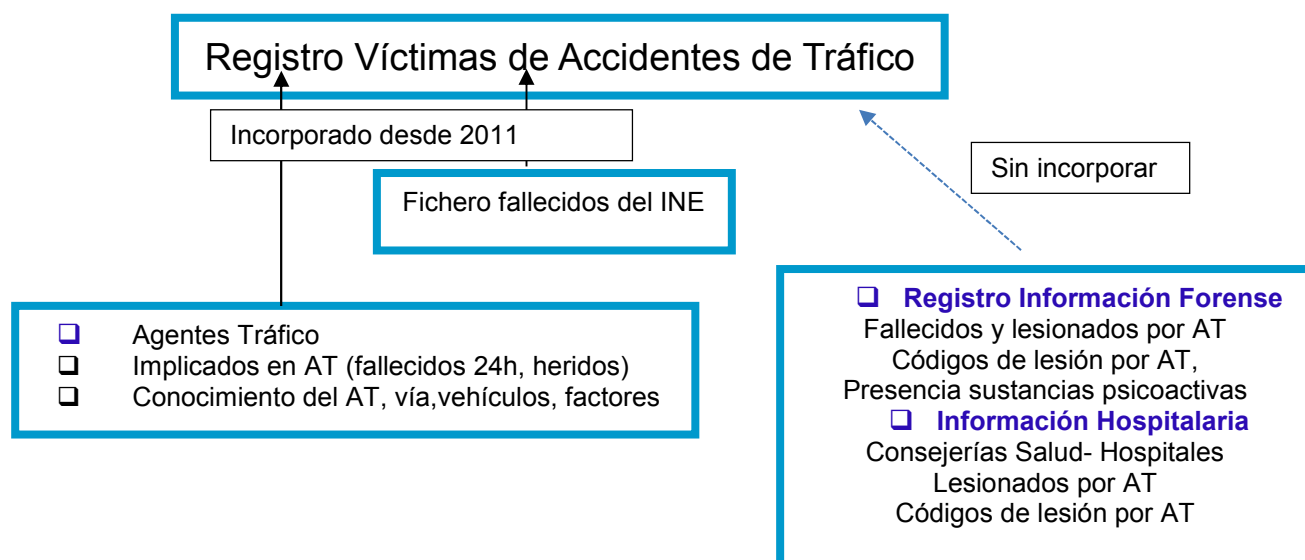 Registro Víctimas de Accidentes de Tráfico
Incorporado desde 2011
Sin incorporar
Fichero fallecidos del INE
Agentes Tráfico
Implicados en AT (fallecidos 24h, heridos)
Conocimiento del AT, vía,vehículos, factores
Registro Información Forense
Fallecidos y lesionados por AT
Códigos de lesión por AT,
Presencia sustancias psicoactivas
Información Hospitalaria
Consejerías Salud- Hospitales
Lesionados por AT
Códigos de lesión por AT